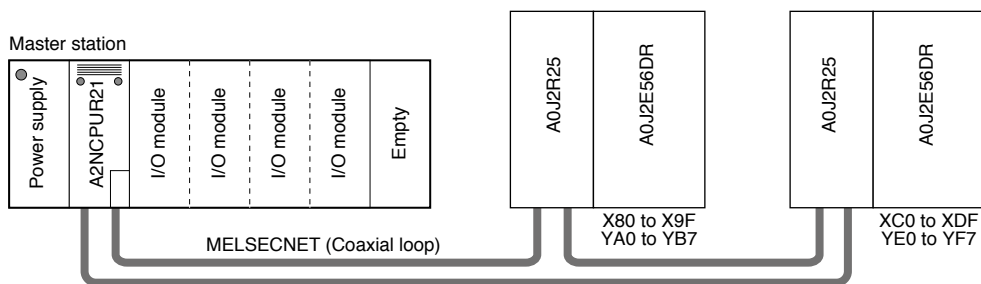 Master station
Power supply
A2NCPUR21
I/O module
I/O module
I/O module
I/O module
Empty
A0J2R25
A0J2E56DR
A0J2R25
A0J2E56DR
X80 to X9F
YA0 to YB7
XC0 to XDF
YE0 to YF7
MELSECNET (Coaxial loop)